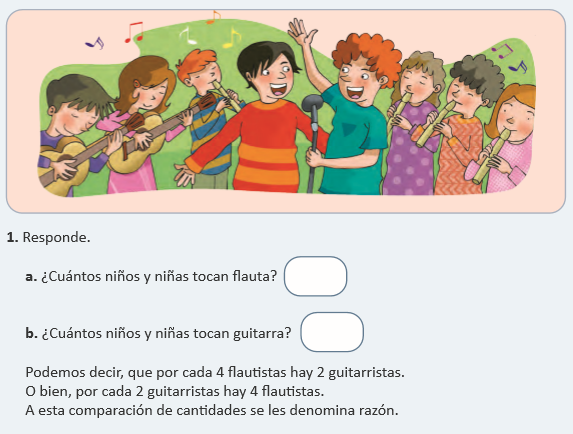 1. Responde.
a. ¿Cuántos niños y niñas tocan flauta?
b. ¿Cuántos niños y niñas tocan guitarra?
Podemos decir, que por cada 4 flautistas hay 2 guitarristas.
O bien, por cada 2 guitarristas hay 4 flautistas.
A esta comparación de cantidades se les denomina razón.